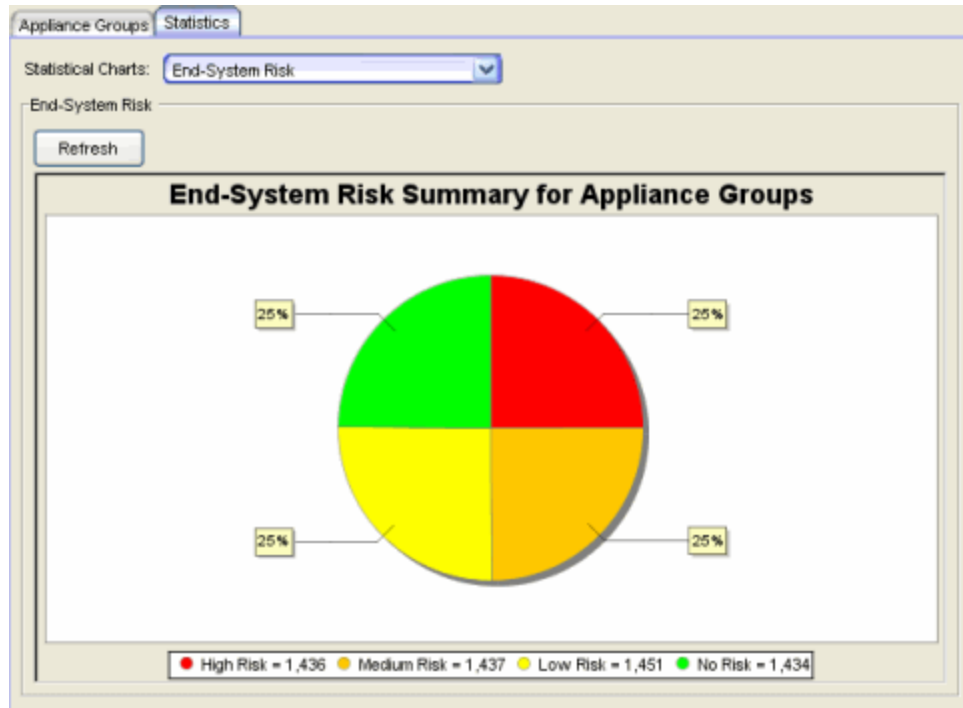 Appliance Groups Statistics
Statistical Charts: End-System Risk
End-System Risk
Refresh
End-System Risk Summary for Appliance Groups
25% 25%
25% 25%
High Risk = 1,436 Medium Risk = 1,437 Low Risk = 1,451 No Risk = 1,434